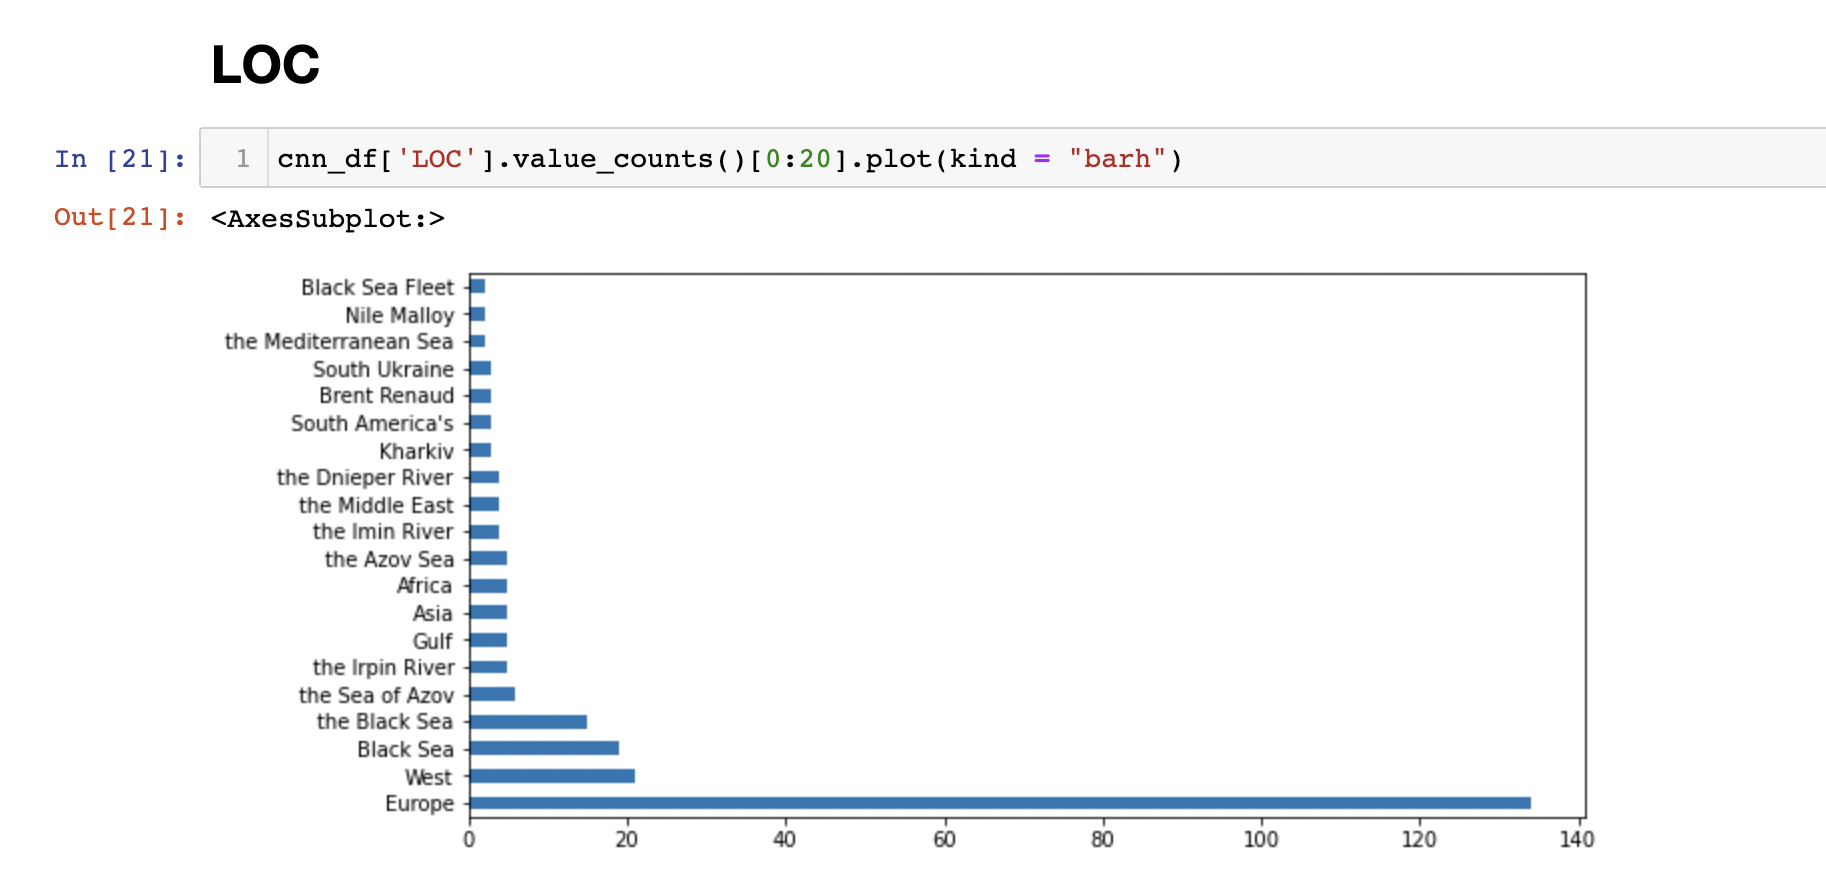 LOC
In [21]: 1 cnn_df['LOC'].value_counts()[0:20].plot(kind = "barh")
Out[21]: <AxesSubplot:>
Black Sea Fleet
Nile Malloy
the Mediterranean Sea
South Ukraine
Brent Renaud
South America's
Kharkiv
the Dnieper River
the Middle East
the Imin River
the Azov Sea
Africa
Asia
Gulf
the Irpin River
the Sea of Azov
the Black Sea
Black Sea
West
Europe
0 20 40 60 80 100 120 140